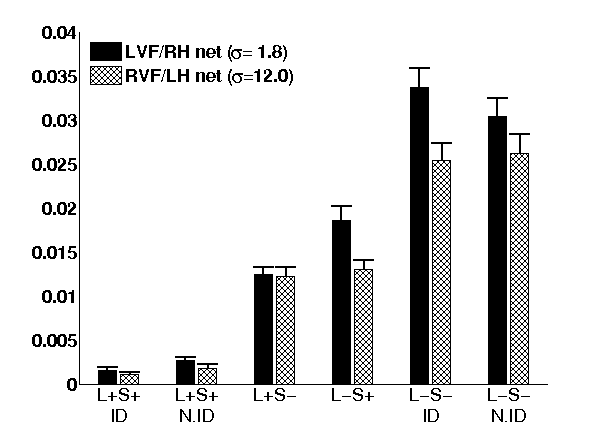 0.04
LVF/RH net (σ= 1.8)
0.035
RVF/LH net (σ=12.0)
0.03
0.025
0.02
0.015
0.01
0.005
0
L+S+ L+S+ L+S− L−S+ L−S− L−S−
ID N.ID ID N.ID